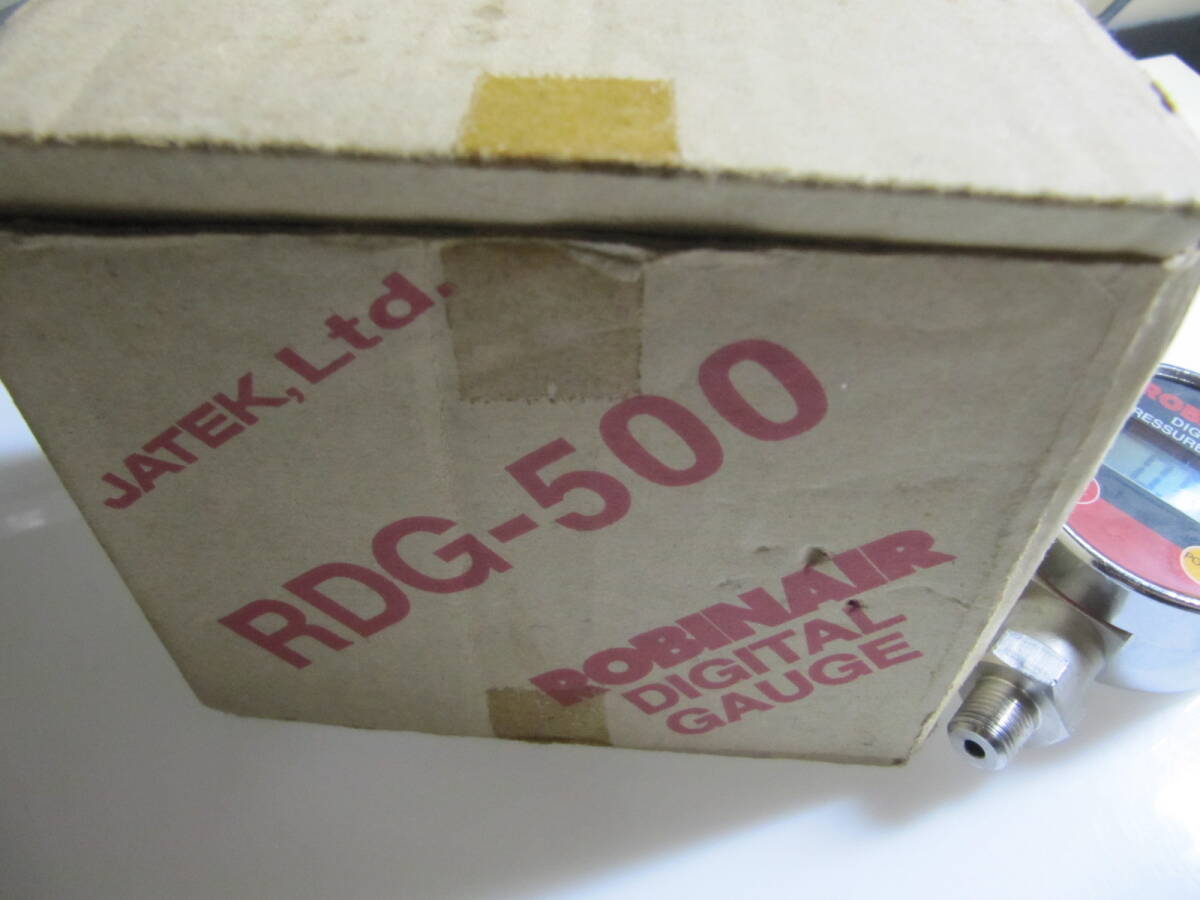 JATEK, Ltd.
RDG-500
ROBINAIR
DIGITAL
GAUGE